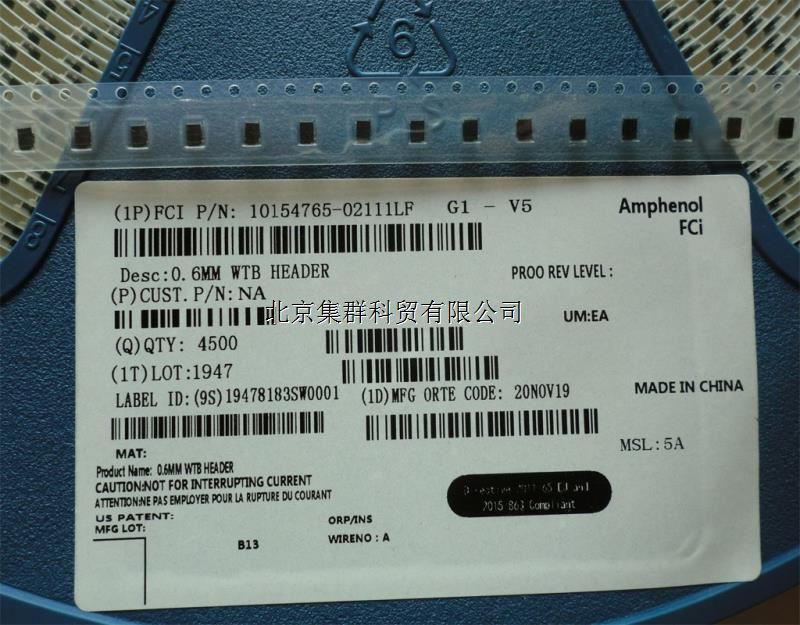 6
PS
(1P)FCI P/N: 10154765-02111LF G1 - V5
Amphenol
FCi
Desc:0.6MM WTB HEADER
PROO REV LEVEL :
(P)CUST. P/N:NA
北京集群科贸有限公司
UM:EA
(Q)QTY: 4500
(1T)LOT:1947
LABEL ID:(9S)19478183SW0001
(1D)MFG ORTE CODE: 20NOV19
MADE IN CHINA
MSL:5A
MAT:
Product Name: 0.6MM WTB HEADER
CAUTION:NOT FOR INTERRUPTING CURRENT
ATTENTION:NE PAS EMPLOYER POUR LA RUPTURE DU COURANT
US PATENT:
MFG LOT:
B13
ORP/INS
WIRENO : A
2015 863 Compliant
8